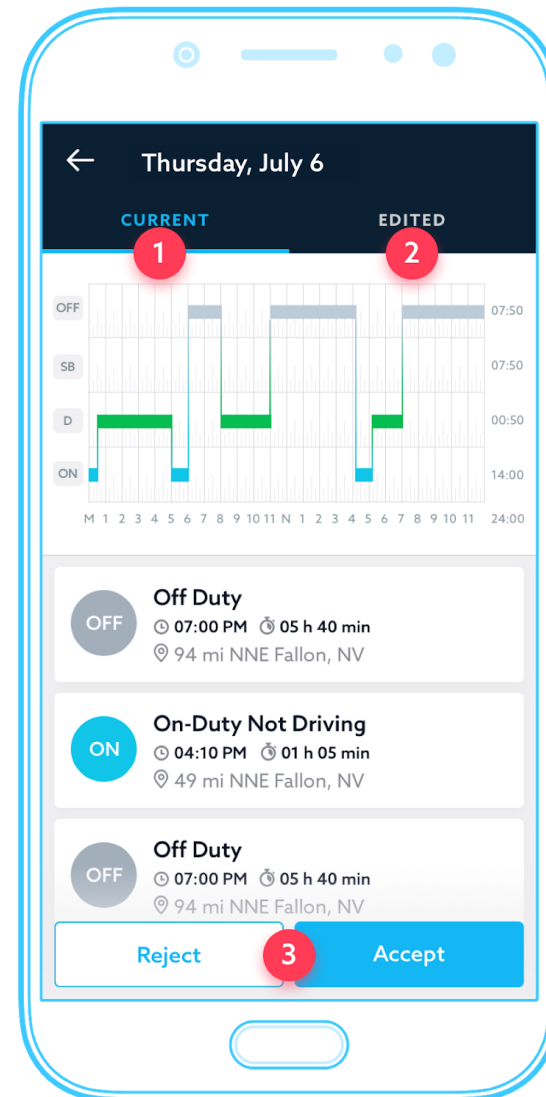 Thursday, July 6
CURRENT EDITED
1 2
OFF 07:50
SB 07:50
D 00:50
ON 14:00
M 1 2 3 4 5 6 7 8 9 10 11 N 1 2 3 4 5 6 7 8 9 10 11 24:00
Off Duty
OFF 07:00 PM 05 h 40 min
94 mi NNE Fallon, NV
On-Duty Not Driving
ON 04:10 PM 01 h 05 min
49 mi NNE Fallon, NV
Off Duty
OFF 07:00 PM 05 h 40 min
94 mi NNE Fallon, NV
Reject 3 Accept